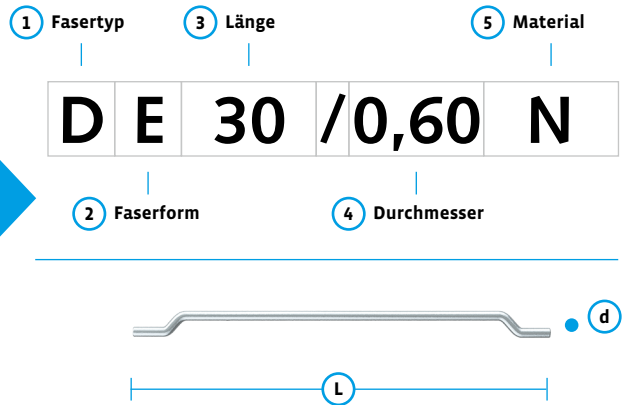 1 Fasertyp 3 Länge 5 Material
D E 30 /0,60 N
2 Faserform 4 Durchmesser
d
L